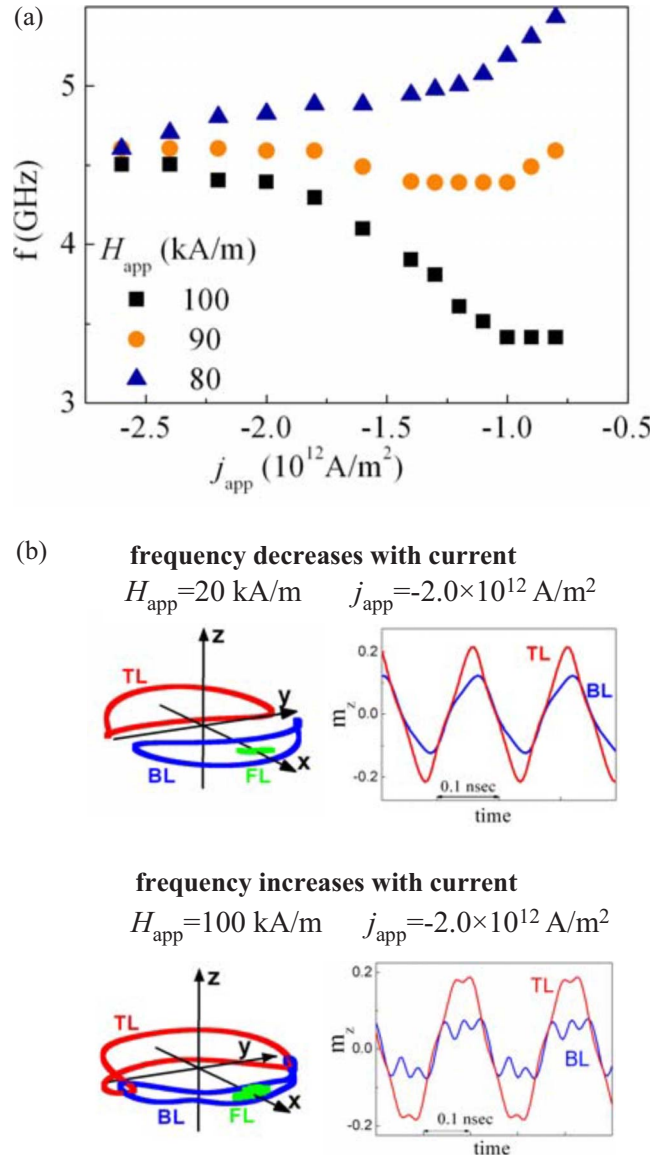 (a)
5
4
3
f (GHz)
H_app (kA/m)
100
90
80
-2.5 -2.0 -1.5 -1.0 -0.5
j_app (10^12 A/m^2)
(b)
frequency decreases with current
H_app=20 kA/m j_app=-2.0×10^12 A/m^2
z
TL
y
BL
FL
x
0.2
0.0
-0.2
m_z
TL
BL
0.1 nsec
time
frequency increases with current
H_app=100 kA/m j_app=-2.0×10^12 A/m^2
z
TL
y
BL
FL
x
0.2
0.0
-0.2
m_z
TL
BL
0.1 nsec
time